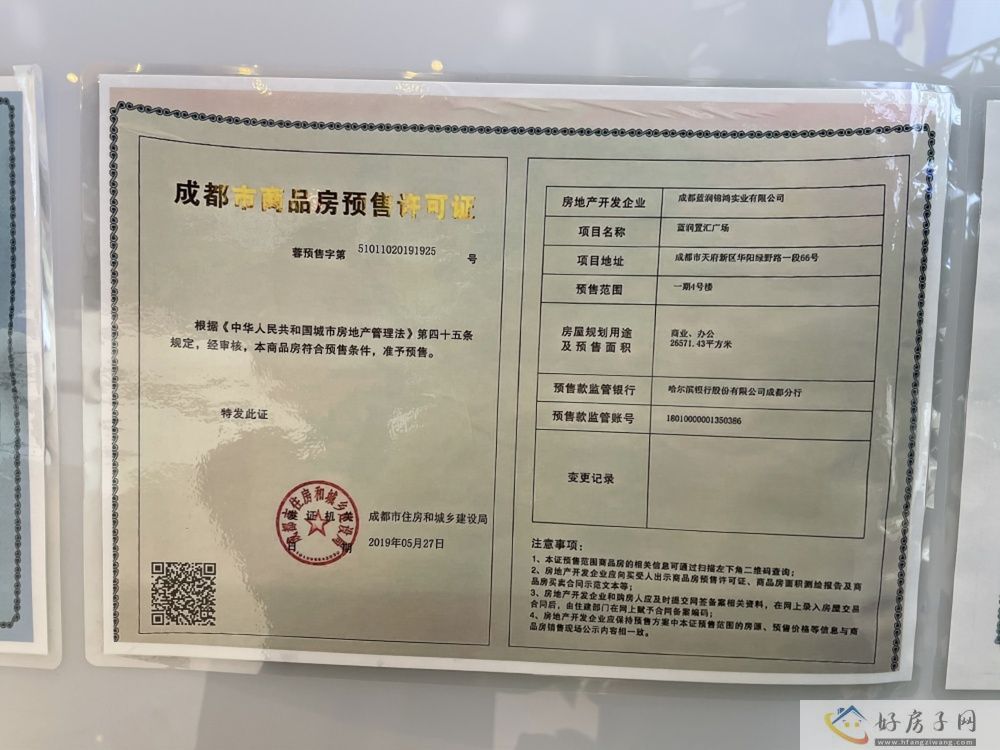 成都市商品房预售许可证
蓉预售字第 51011020191925 号
根据《中华人民共和国城市房地产管理法》第四十五条
规定，经审核，本商品房符合预售条件，准予预售。
特发此证
发证机关 成都市住房和城乡建设局
日 期 2019年05月27日
房地产开发企业 成都蓝润锦鸿实业有限公司
项目名称 蓝润置汇广场
项目地址 成都市天府新区华阳绿野路一段66号
预售范围 一期4号楼
房屋规划用途
及预售面积
商业、办公
26571.43平方米
预售款监管银行 哈尔滨银行股份有限公司成都分行
预售款监管账号 18010000001350386
变更记录
注意事项：
1、本证预售范围商品房的相关信息可通过扫描左下角二维码查询；
2、房地产开发企业应向买受人出示商品房预售许可证、商品房面积测绘报告及商
品房买卖合同示范文本等；
3、房地产开发企业和购房人应及时提交网签备案相关资料，在网上录入房屋交易
合同后，由住建部门在网上赋予合同备案编码；
4、房地产开发企业应保持预售方案中本证预售范围的房源、预售价格等信息与商
品房销售现场公示内容相一致。
好房子网
www.hfangziwang.com